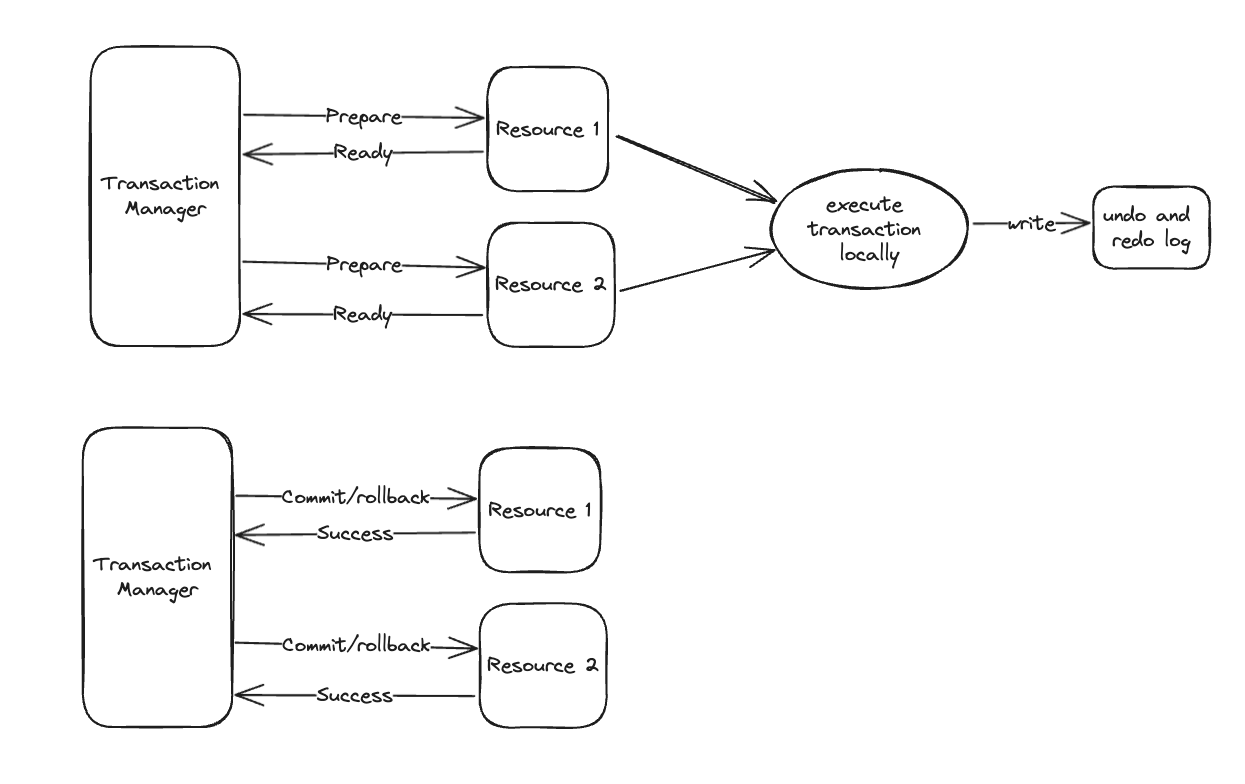 Transaction
Manager
Prepare
Ready
Prepare
Ready
Resource 1
Resource 2
execute
transaction
locally
write
undo and
redo log
Transaction
Manager
Commit/rollback
Success
Commit/rollback
Success
Resource 1
Resource 2